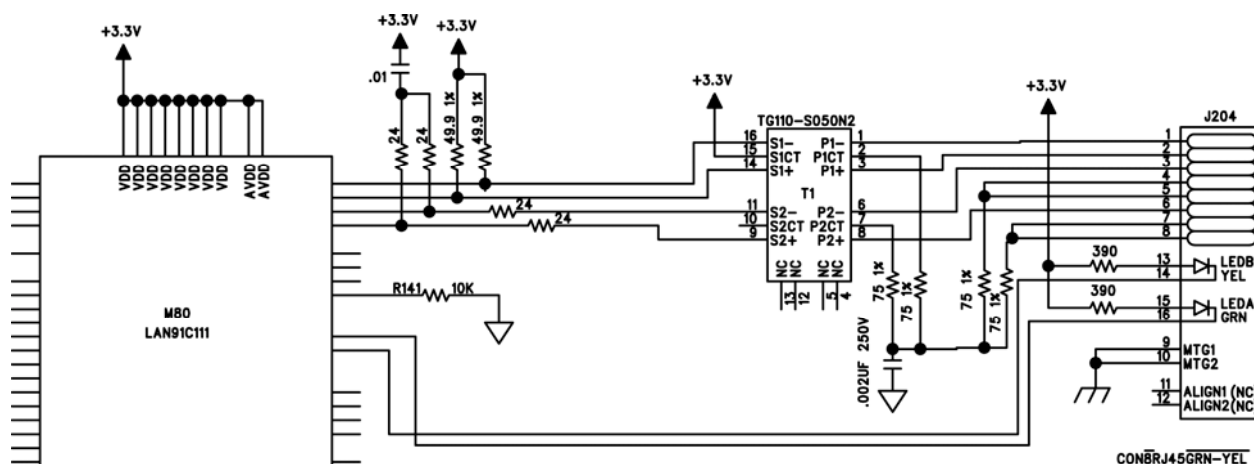 +3.3V
+3.3V
+3.3V
.01
24
24
49.9 1%
49.9 1%
+3.3V
+3.3V
TG110-S050N2
J204
VDD
VDD
VDD
VDD
VDD
VDD
VDD
VDD
AVDD
AVDD
16 S1- P1- 1
15 S1CT P1CT 2
14 S1+ P1+ 3
T1
11 S2- P2- 6
10 S2CT P2CT 7
9 S2+ P2+ 8
NC
NC
NC
NC
13
12
5
4
24
24
1
2
3
4
5
6
7
8
390
13 LEDB
14 YEL
390
15 LEDA
16 GRN
75 1%
75 1%
75 1%
75 1%
R141 10K
M80
LAN91C111
.002UF 250V
9 MTG1
10 MTG2
11 ALIGN1(NC
12 ALIGN2(NC
CON8RJ45GRN-YEL